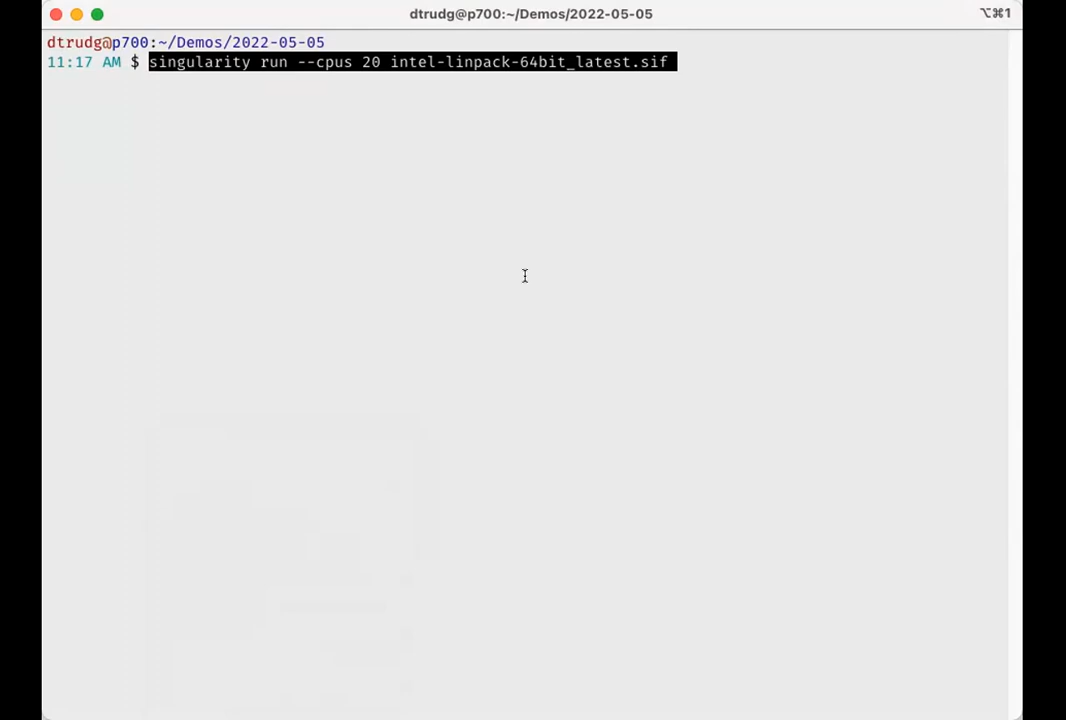 dtrudg@p700:~/Demos/2022-05-05 ⌥⌘1
dtrudg@p700:~/Demos/2022-05-05
11:17 AM $ singularity run --cpus 20 intel-linpack-64bit_latest.sif